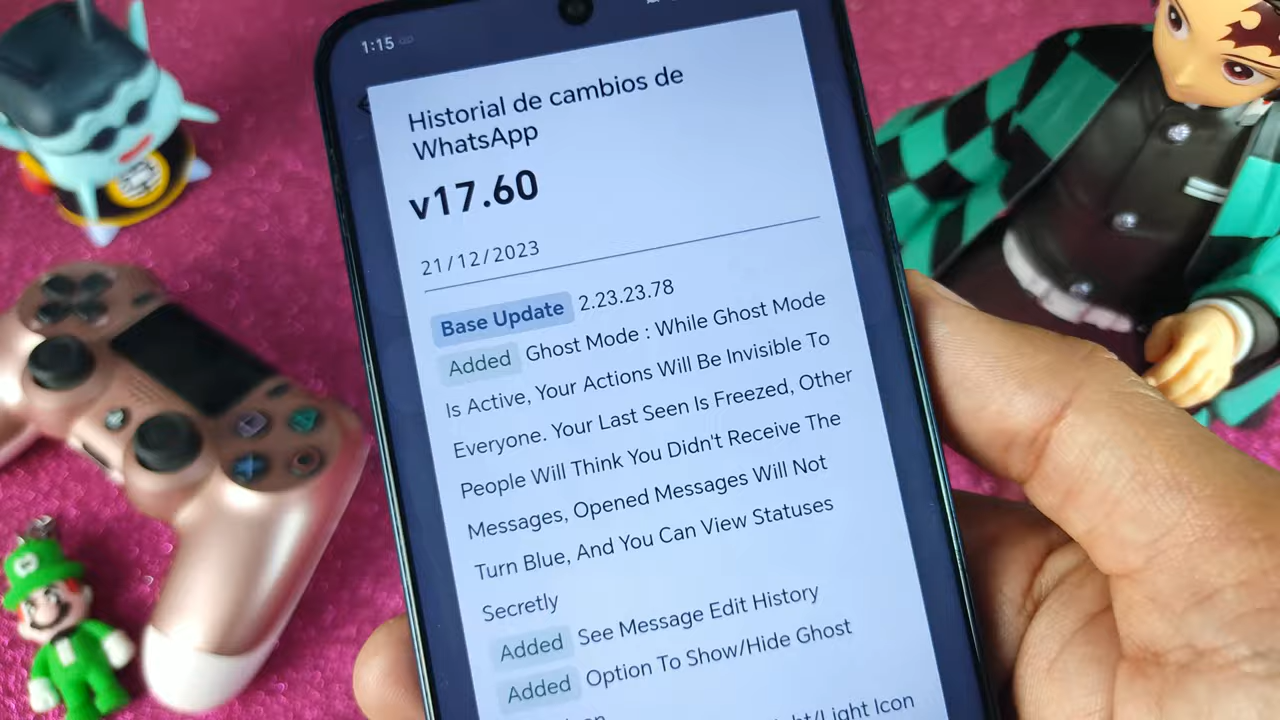 1:15
Historial de cambios de
WhatsApp
v17.60
21/12/2023
Base Update 2.23.23.78
Added Ghost Mode : While Ghost Mode
Is Active, Your Actions Will Be Invisible To
Everyone. Your Last Seen Is Freezed, Other
People Will Think You Didn't Receive The
Messages, Opened Messages Will Not
Turn Blue, And You Can View Statuses
Secretly
Added See Message Edit History
Added Option To Show/Hide Ghost
Icon